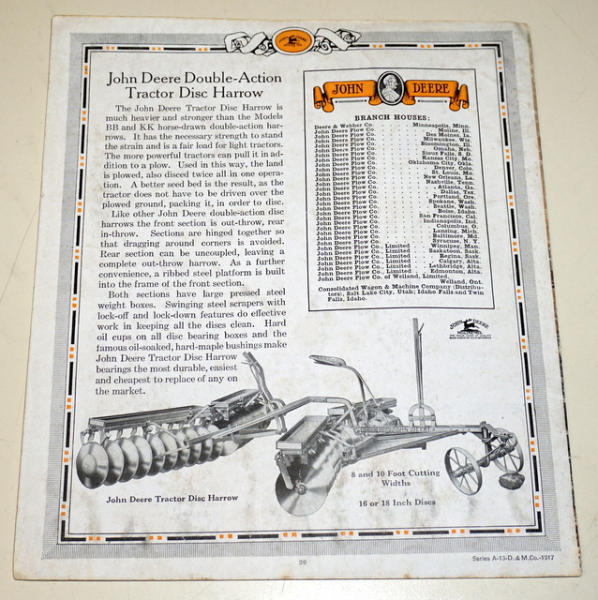 John Deere Double-Action
Tractor Disc Harrow
The John Deere Tractor Disc Harrow is
much heavier and stronger than the Models
BB and KK horse-drawn double-action har-
rows. It has the necessary strength to stand
the strain and is a fair load for light tractors.
The more powerful tractors can pull it in ad-
dition to a plow. Used in this way, the land
is plowed, also disced twice all in one opera-
tion. A better seed bed is the result, as the
tractor does not have to be driven over the
plowed ground, packing it, in order to disc.
Like other John Deere double-action disc
harrows the front section is out-throw, rear
in-throw. Sections are hinged together so
that dragging around corners is avoided.
Rear section can be uncoupled, leaving a
complete out-throw harrow. As a further
convenience, a ribbed steel platform is built
into the frame of the front section.
Both sections have large pressed steel
weight boxes. Swinging steel scrapers with
lock-off and lock-down features do effective
work in keeping all the discs clean. Hard
oil cups on all disc bearing boxes and the
famous oil-soaked, hard-maple bushings make
John Deere Tractor Disc Harrow
bearings the most durable, easiest
and cheapest to replace of any on
the market.
JOHN DEERE
BRANCH HOUSES:
Deere & Webber Co. Minneapolis, Minn.
John Deere Plow Co. Moline, Ill.
John Deere Plow Co. Des Moines, Ia.
John Deere Plow Co. Milwaukee, Wis.
John Deere Plow Co. Bloomington, Ill.
John Deere Plow Co. Omaha, Neb.
John Deere Plow Co. Sioux Falls, S. D.
John Deere Plow Co. Kansas City, Mo.
John Deere Plow Co. Oklahoma City, Okla.
John Deere Plow Co. Denver, Colo.
John Deere Plow Co. St. Louis, Mo.
John Deere Plow Co. New Orleans, La.
John Deere Plow Co. Nashville, Tenn.
John Deere Plow Co. Atlanta, Ga.
John Deere Plow Co. Dallas, Tex.
John Deere Plow Co. Portland, Ore.
John Deere Plow Co. Spokane, Wash.
John Deere Plow Co. Seattle, Wash.
John Deere Plow Co. Boise, Idaho.
John Deere Plow Co. San Francisco, Cal.
John Deere Plow Co. Indianapolis, Ind.
John Deere Plow Co. Columbus, O.
John Deere Plow Co. Lansing, Mich.
John Deere Plow Co. Baltimore, Md.
John Deere Plow Co. Syracuse, N. Y.
John Deere Plow Co., Limited Winnipeg, Man.
John Deere Plow Co., Limited Saskatoon, Sask.
John Deere Plow Co., Limited Regina, Sask.
John Deere Plow Co., Limited Calgary, Alta.
John Deere Plow Co., Limited Lethbridge, Alta.
John Deere Plow Co., Limited Edmonton, Alta.
John Deere Plow Co. of Welland, Limited,
Welland, Ont.
Consolidated Wagon & Machine Company (Distribu-
tors), Salt Lake City, Utah; Idaho Falls and Twin
Falls, Idaho.
JOHN DEERE
JOHN DEERE
8 and 10 Foot Cutting
Widths
16 or 18 Inch Discs
John Deere Tractor Disc Harrow
Series A-13-D. & M. Co.-1917